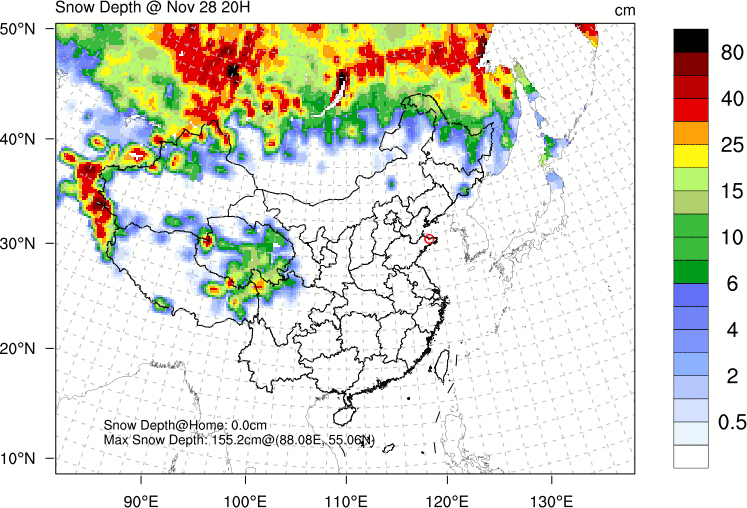 Snow Depth @ Nov 28 20H
cm
50°N
40°N
30°N
20°N
10°N
90°E
100°E
110°E
120°E
130°E
80
40
25
15
10
6
4
2
0.5
Snow Depth@Home: 0.0cm
Max Snow Depth: 155.2cm@(88.08E, 55.06N)